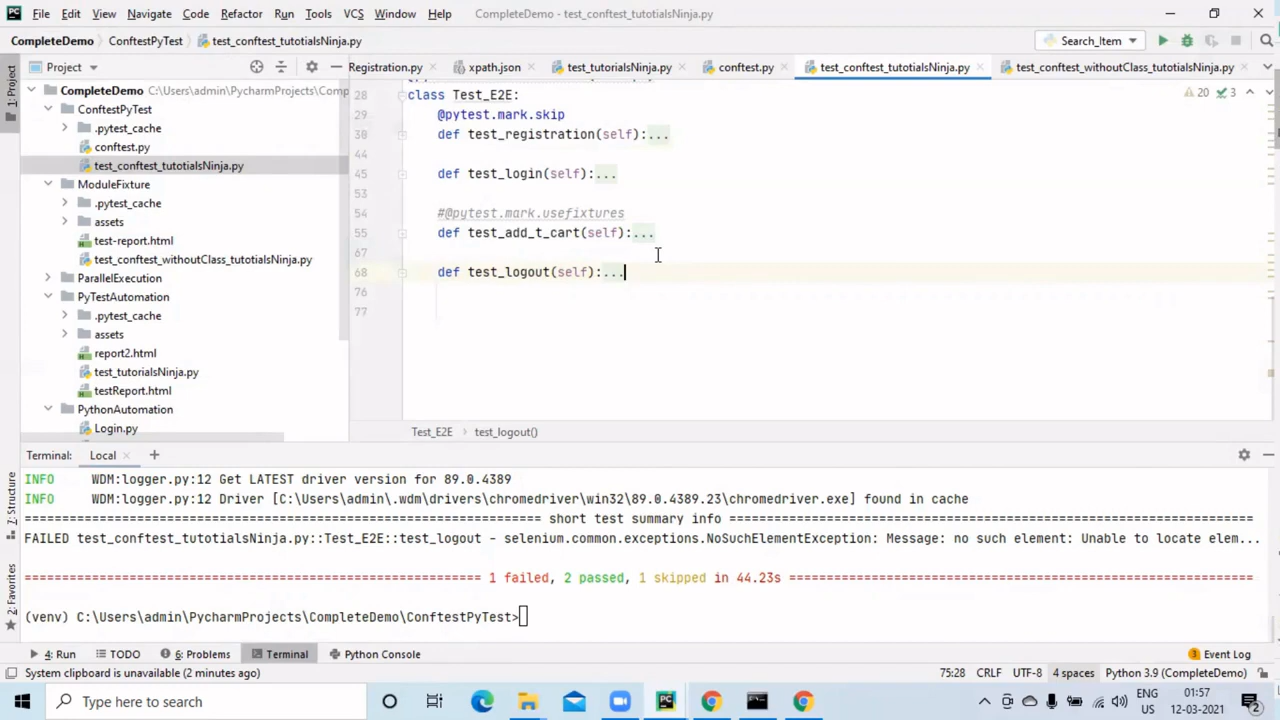 File Edit View Navigate Code Refactor Run Tools VCS Window Help CompleteDemo - test_conftest_tutotialsNinja.py
CompleteDemo ConftestPyTest test_conftest_tutotialsNinja.py Search_Item
Project Registration.py xpath.json test_tutorialsNinja.py conftest.py test_conftest_tutotialsNinja.py test_conftest_withoutClass_tutotialsNinja.py
1: Project
CompleteDemo C:\Users\admin\PycharmProjects\Comp
ConftestPyTest
.pytest_cache
conftest.py
test_conftest_tutotialsNinja.py
ModuleFixture
.pytest_cache
assets
test-report.html
test_conftest_withoutClass_tutotialsNinja.py
ParallelExecution
PyTestAutomation
.pytest_cache
assets
report2.html
test_tutorialsNinja.py
testReport.html
PythonAutomation
Login.py
20 3
28 class Test_E2E:
29 @pytest.mark.skip
30 def test_registration(self):...
44
45 def test_login(self):...
53
54 #@pytest.mark.usefixtures
55 def test_add_t_cart(self):...
67
68 def test_logout(self):...
76
77
Test_E2E test_logout()
Terminal: Local +
INFO WDM:logger.py:12 Get LATEST driver version for 89.0.4389
INFO WDM:logger.py:12 Driver [C:\Users\admin\.wdm\drivers\chromedriver\win32\89.0.4389.23\chromedriver.exe] found in cache
====================================================================== short test summary info ======================================================================
FAILED test_conftest_tutotialsNinja.py::Test_E2E::test_logout - selenium.common.exceptions.NoSuchElementException: Message: no such element: Unable to locate elem...
============================================================== 1 failed, 2 passed, 1 skipped in 44.23s ==============================================================
(venv) C:\Users\admin\PycharmProjects\CompleteDemo\ConftestPyTest>
Z: Structure
2: Favorites
4: Run TODO 6: Problems Terminal Python Console 3 Event Log
System clipboard is unavailable (2 minutes ago) 75:28 CRLF UTF-8 4 spaces Python 3.9 (CompleteDemo)
Type here to search
ENG
US
01:57
12-03-2021
2